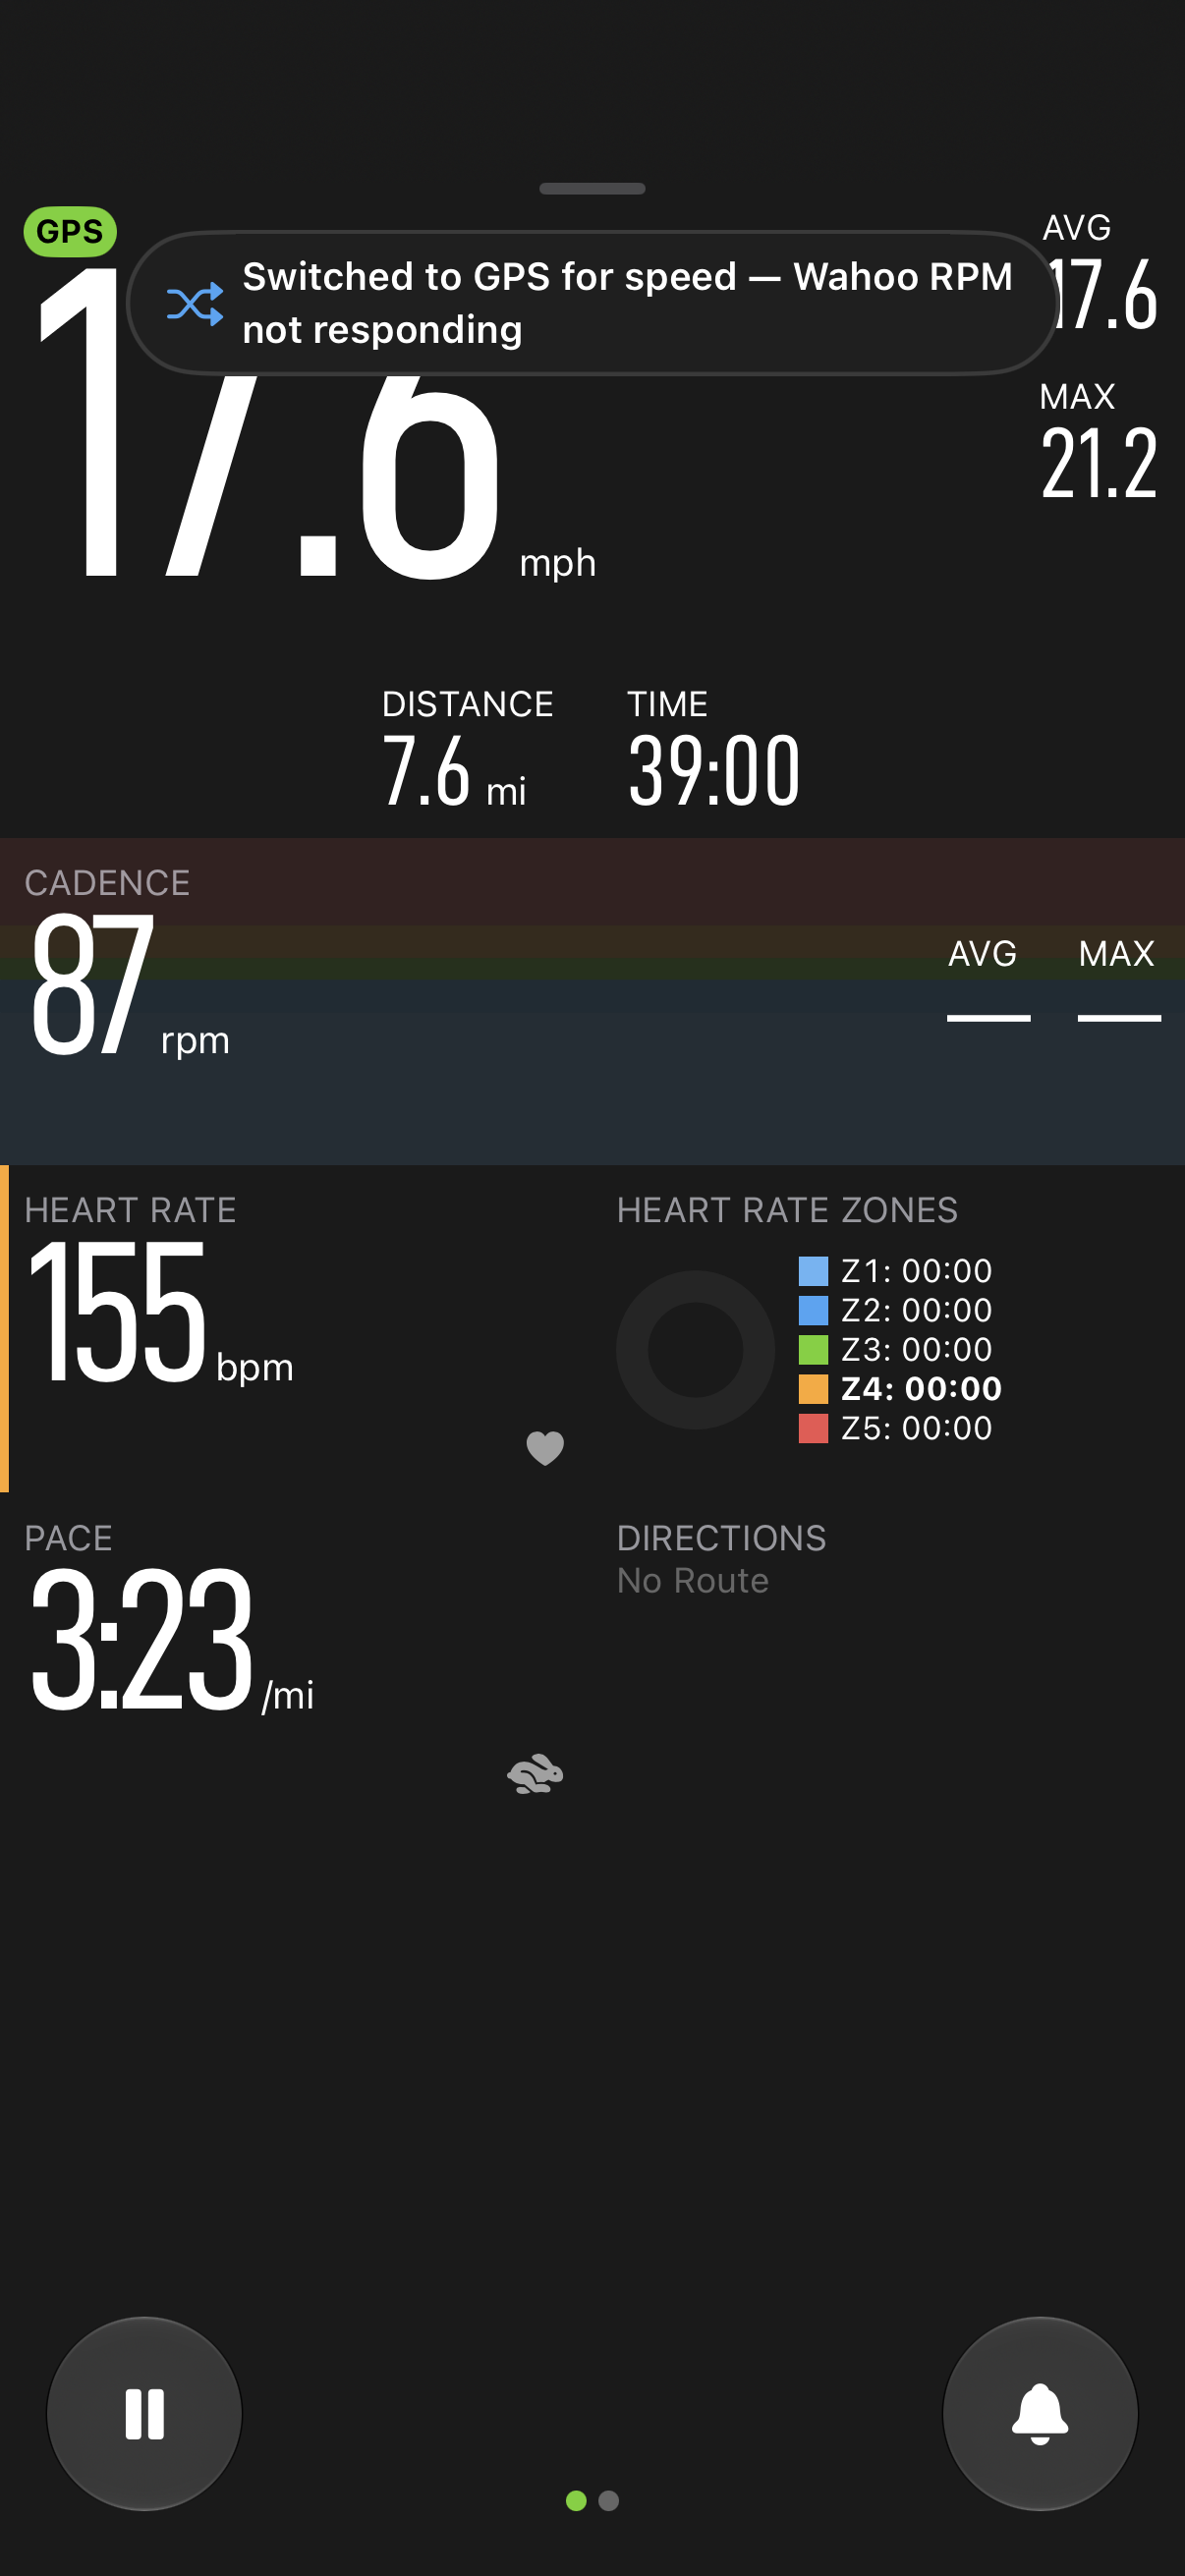 GPS
Switched to GPS for speed — Wahoo RPM
not responding
17.6 mph
AVG
17.6
MAX
21.2
DISTANCE
7.6 mi
TIME
39:00
CADENCE
87 rpm
AVG
—
MAX
—
HEART RATE
155 bpm
HEART RATE ZONES
Z1: 00:00
Z2: 00:00
Z3: 00:00
Z4: 00:00
Z5: 00:00
PACE
3:23 /mi
DIRECTIONS
No Route